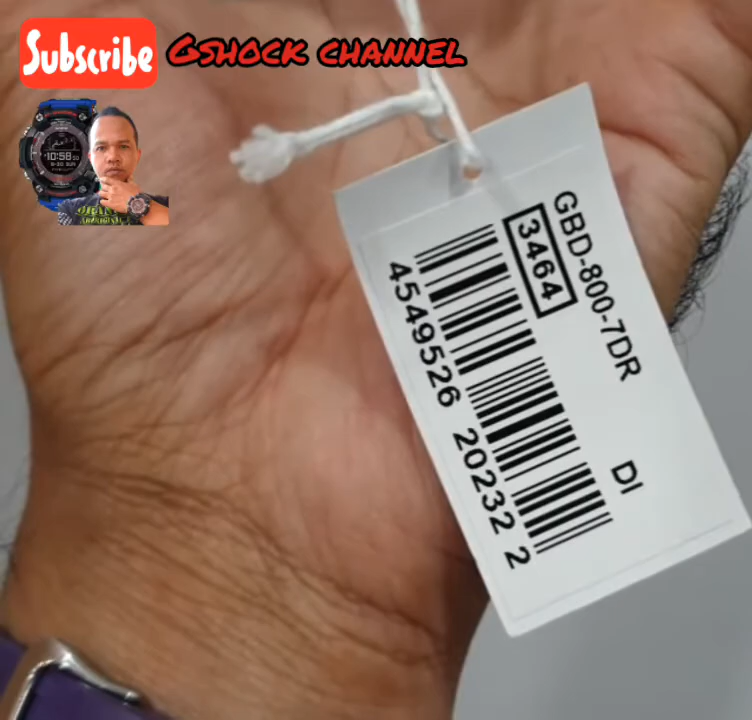 Subscribe
Gshock channel
GBD-800-7DR
DI
3464
4549526 20232 2